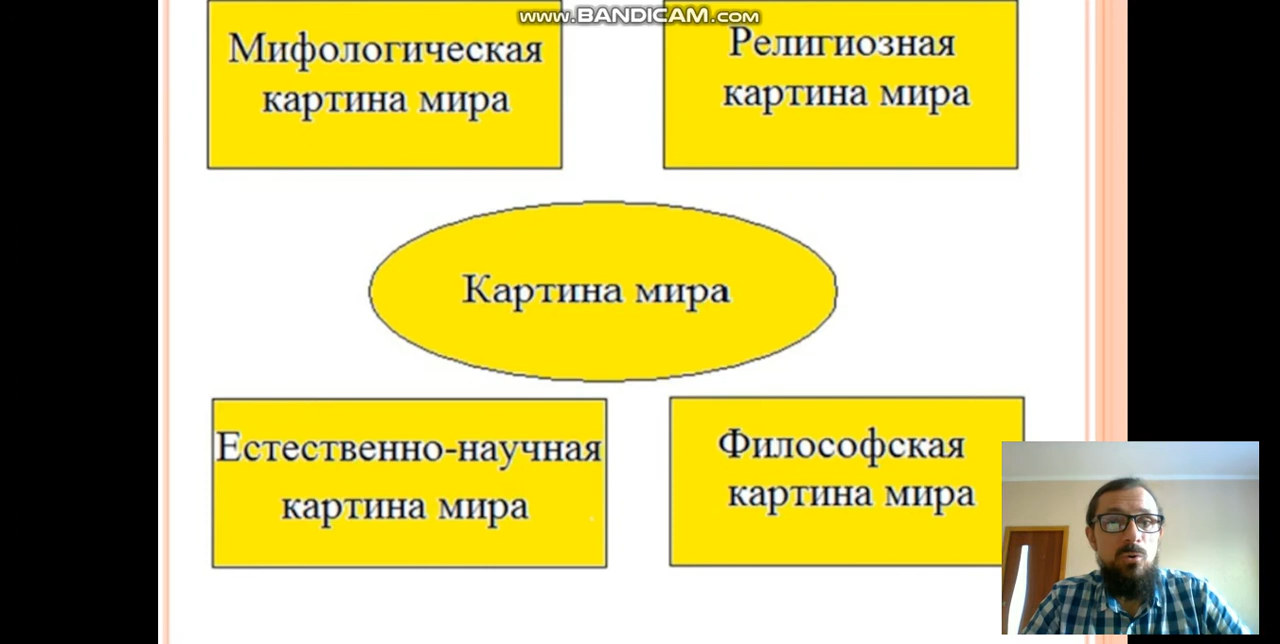 www.BANDICAM.com
Мифологическая
картина мира
Религиозная
картина мира
Картина мира
Естественно-научная
картина мира
Философская
картина мира